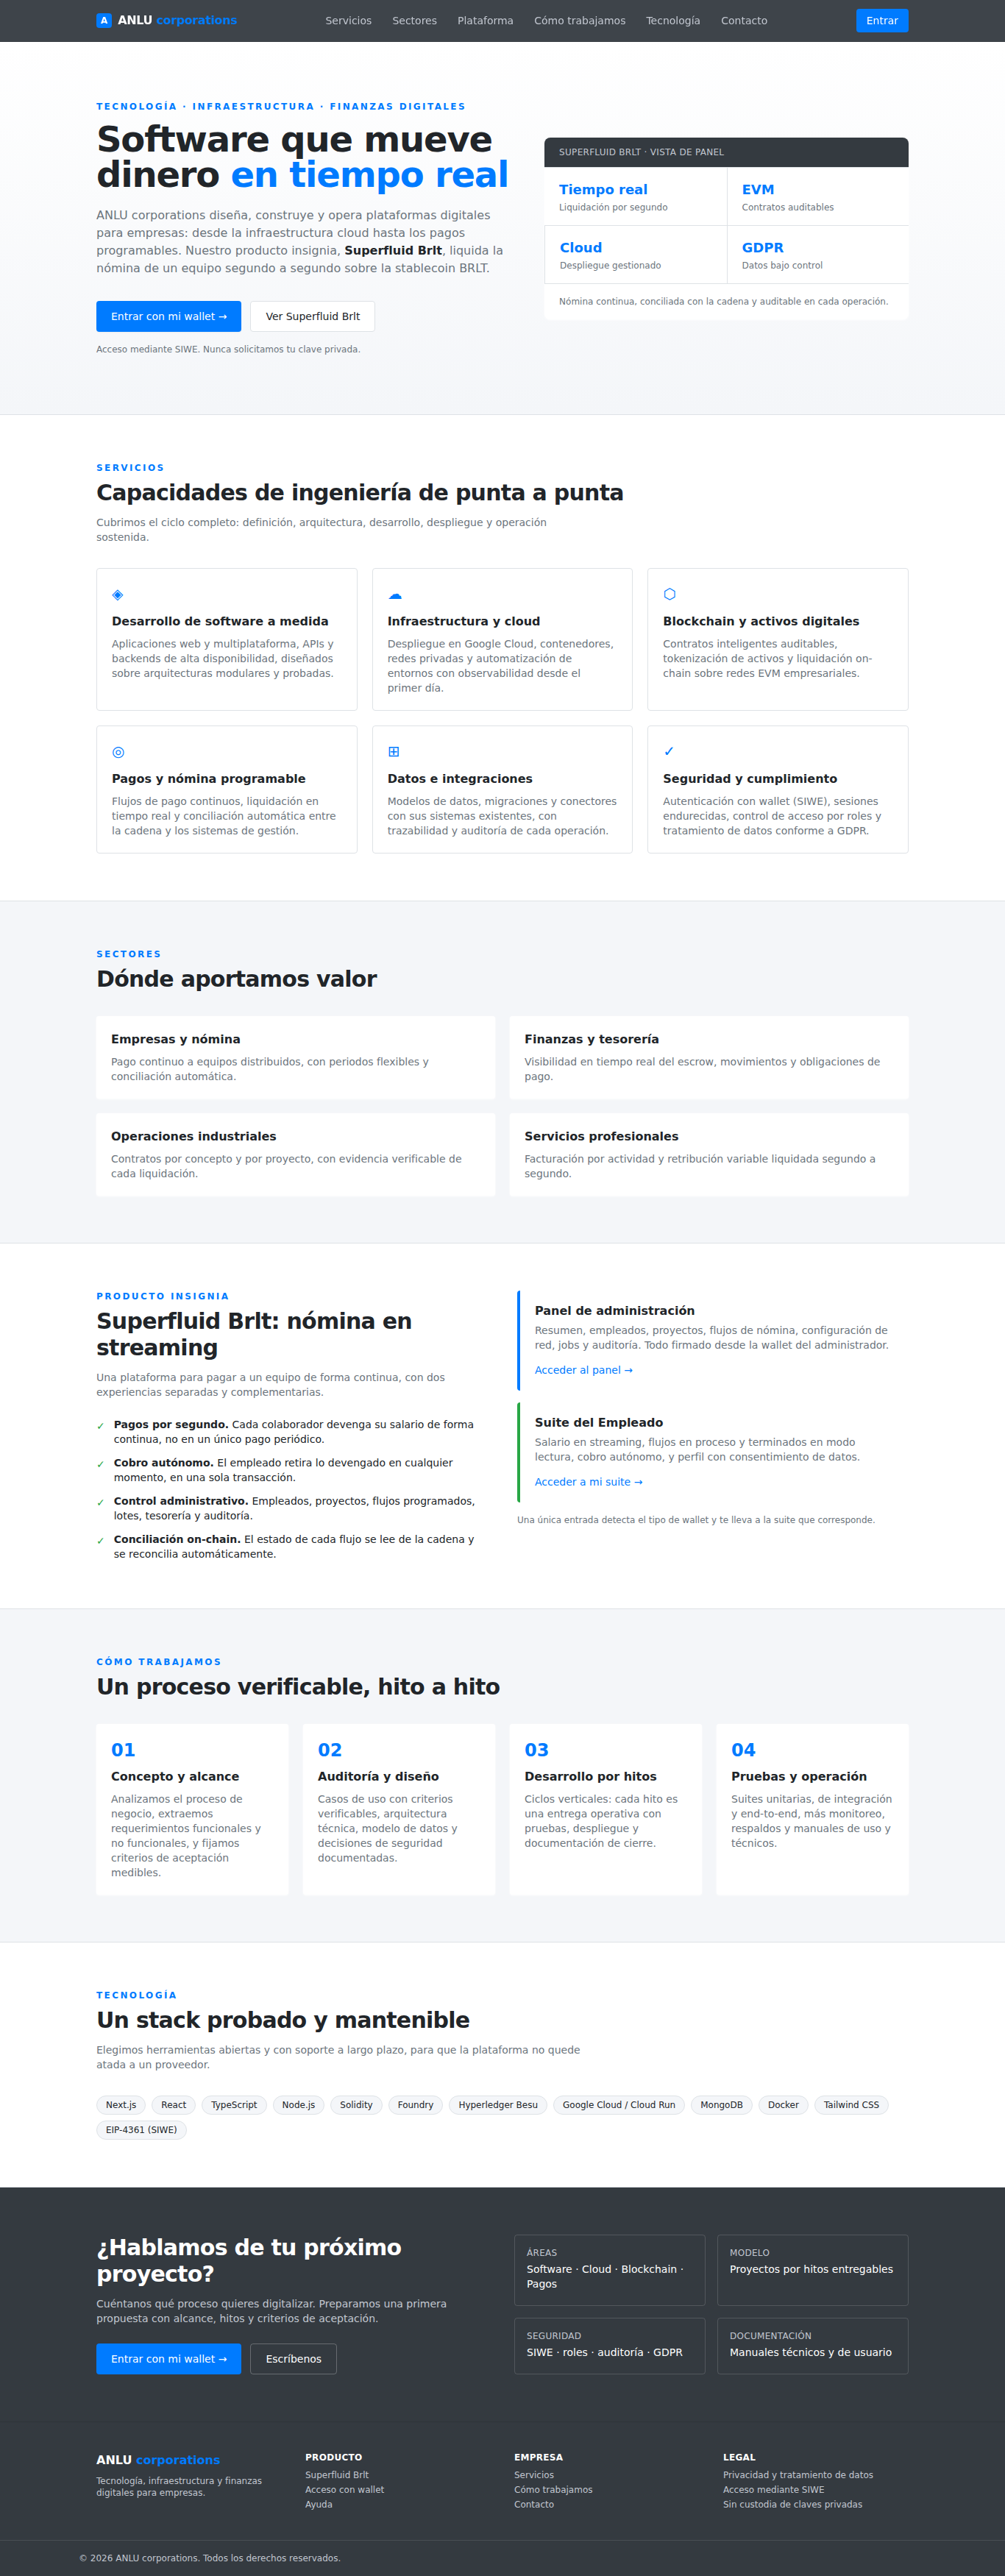 A ANLU corporations
Servicios
Sectores
Plataforma
Cómo trabajamos
Tecnología
Contacto
Entrar
TECNOLOGÍA · INFRAESTRUCTURA · FINANZAS DIGITALES
Software que mueve
dinero en tiempo real
ANLU corporations diseña, construye y opera plataformas digitales
para empresas: desde la infraestructura cloud hasta los pagos
programables. Nuestro producto insignia, Superfluid Brlt, liquida la
nómina de un equipo segundo a segundo sobre la stablecoin BRLT.
Entrar con mi wallet →
Ver Superfluid Brlt
Acceso mediante SIWE. Nunca solicitamos tu clave privada.
SUPERFLUID BRLT · VISTA DE PANEL
Tiempo real
Liquidación por segundo
EVM
Contratos auditables
Cloud
Despliegue gestionado
GDPR
Datos bajo control
Nómina continua, conciliada con la cadena y auditable en cada operación.
SERVICIOS
Capacidades de ingeniería de punta a punta
Cubrimos el ciclo completo: definición, arquitectura, desarrollo, despliegue y operación
sostenida.
Desarrollo de software a medida
Aplicaciones web y multiplataforma, APIs y
backends de alta disponibilidad, diseñados
sobre arquitecturas modulares y probadas.
Infraestructura y cloud
Despliegue en Google Cloud, contenedores,
redes privadas y automatización de
entornos con observabilidad desde el
primer día.
Blockchain y activos digitales
Contratos inteligentes auditables,
tokenización de activos y liquidación on-
chain sobre redes EVM empresariales.
Pagos y nómina programable
Flujos de pago continuos, liquidación en
tiempo real y conciliación automática entre
la cadena y los sistemas de gestión.
Datos e integraciones
Modelos de datos, migraciones y conectores
con sus sistemas existentes, con
trazabilidad y auditoría de cada operación.
Seguridad y cumplimiento
Autenticación con wallet (SIWE), sesiones
endurecidas, control de acceso por roles y
tratamiento de datos conforme a GDPR.
SECTORES
Dónde aportamos valor
Empresas y nómina
Pago continuo a equipos distribuidos, con periodos flexibles y
conciliación automática.
Finanzas y tesorería
Visibilidad en tiempo real del escrow, movimientos y obligaciones de
pago.
Operaciones industriales
Contratos por concepto y por proyecto, con evidencia verificable de
cada liquidación.
Servicios profesionales
Facturación por actividad y retribución variable liquidada segundo a
segundo.
PRODUCTO INSIGNIA
Superfluid Brlt: nómina en
streaming
Una plataforma para pagar a un equipo de forma continua, con dos
experiencias separadas y complementarias.
✓ Pagos por segundo. Cada colaborador devenga su salario de forma
continua, no en un único pago periódico.
✓ Cobro autónomo. El empleado retira lo devengado en cualquier
momento, en una sola transacción.
✓ Control administrativo. Empleados, proyectos, flujos programados,
lotes, tesorería y auditoría.
✓ Conciliación on-chain. El estado de cada flujo se lee de la cadena y
se reconcilia automáticamente.
Panel de administración
Resumen, empleados, proyectos, flujos de nómina, configuración de
red, jobs y auditoría. Todo firmado desde la wallet del administrador.
Acceder al panel →
Suite del Empleado
Salario en streaming, flujos en proceso y terminados en modo
lectura, cobro autónomo, y perfil con consentimiento de datos.
Acceder a mi suite →
Una única entrada detecta el tipo de wallet y te lleva a la suite que corresponde.
CÓMO TRABAJAMOS
Un proceso verificable, hito a hito
01
Concepto y alcance
Analizamos el proceso de
negocio, extraemos
requerimientos funcionales y
no funcionales, y fijamos
criterios de aceptación
medibles.
02
Auditoría y diseño
Casos de uso con criterios
verificables, arquitectura
técnica, modelo de datos y
decisiones de seguridad
documentadas.
03
Desarrollo por hitos
Ciclos verticales: cada hito es
una entrega operativa con
pruebas, despliegue y
documentación de cierre.
04
Pruebas y operación
Suites unitarias, de integración
y end-to-end, más monitoreo,
respaldos y manuales de uso y
técnicos.
TECNOLOGÍA
Un stack probado y mantenible
Elegimos herramientas abiertas y con soporte a largo plazo, para que la plataforma no quede
atada a un proveedor.
Next.js
React
TypeScript
Node.js
Solidity
Foundry
Hyperledger Besu
Google Cloud / Cloud Run
MongoDB
Docker
Tailwind CSS
EIP-4361 (SIWE)
¿Hablamos de tu próximo
proyecto?
Cuéntanos qué proceso quieres digitalizar. Preparamos una primera
propuesta con alcance, hitos y criterios de aceptación.
Entrar con mi wallet →
Escríbenos
ÁREAS
Software · Cloud · Blockchain ·
Pagos
MODELO
Proyectos por hitos entregables
SEGURIDAD
SIWE · roles · auditoría · GDPR
DOCUMENTACIÓN
Manuales técnicos y de usuario
ANLU corporations
Tecnología, infraestructura y finanzas
digitales para empresas.
PRODUCTO
Superfluid Brlt
Acceso con wallet
Ayuda
EMPRESA
Servicios
Cómo trabajamos
Contacto
LEGAL
Privacidad y tratamiento de datos
Acceso mediante SIWE
Sin custodia de claves privadas
© 2026 ANLU corporations. Todos los derechos reservados.